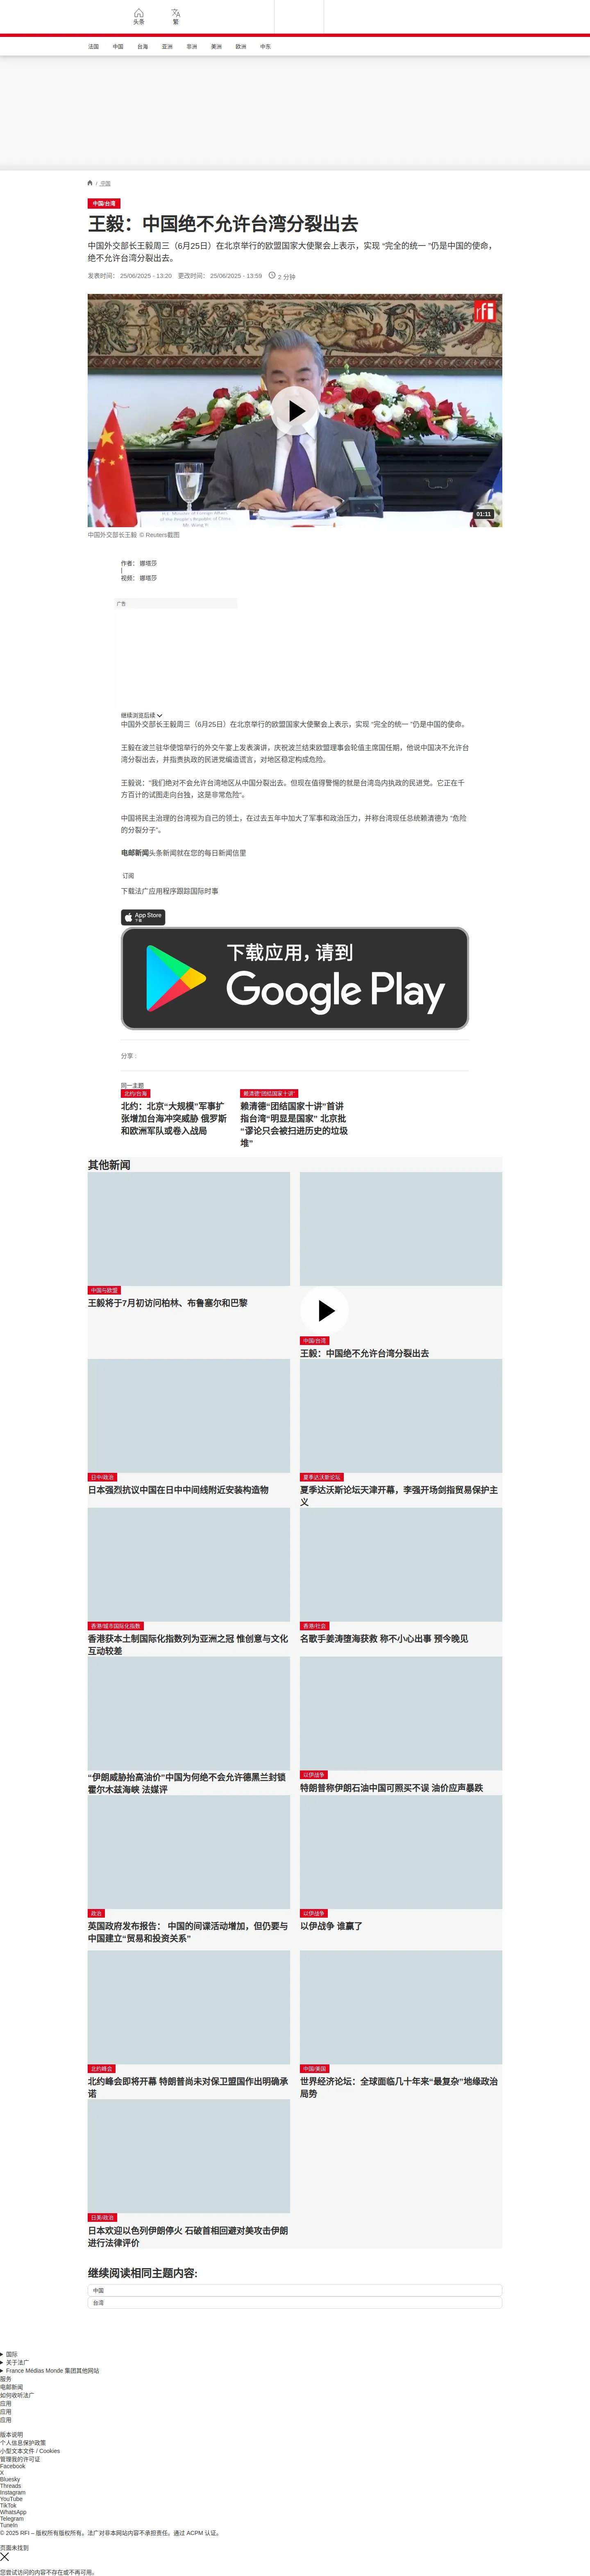 头条
繁
法国
中国
台海
亚洲
非洲
美洲
欧洲
中东
/ 中国
中国/台湾
王毅：中国绝不允许台湾分裂出去
中国外交部长王毅周三（6月25日）在北京举行的欧盟国家大使聚会上表示，实现 “完全的统一 ”仍是中国的使命，
绝不允许台湾分裂出去。
发表时间： 25/06/2025 - 13:20 更改时间： 25/06/2025 - 13:59 2 分钟
rfi
H.E. Minister of Foreign Affairs
of the People's Republic of China
Mr. Wang Yi
01:11
中国外交部长王毅 © Reuters截图
作者： 娜塔莎
|
视频： 娜塔莎
广告
继续浏览后续
中国外交部长王毅周三（6月25日）在北京举行的欧盟国家大使聚会上表示，实现 “完全的统一 ”仍是中国的使命。
王毅在波兰驻华使馆举行的外交午宴上发表演讲，庆祝波兰结束欧盟理事会轮值主席国任期，他说中国决不允许台
湾分裂出去，并指责执政的民进党编造谎言，对地区稳定构成危险。
王毅说：“我们绝对不会允许台湾地区从中国分裂出去。但现在值得警惕的就是台湾岛内执政的民进党。它正在千
方百计的试图走向台独，这是非常危险”。
中国将民主治理的台湾视为自己的领土，在过去五年中加大了军事和政治压力，并称台湾现任总统赖清德为 “危险
的分裂分子”。
电邮新闻头条新闻就在您的每日新闻信里
订阅
下载法广应用程序跟踪国际时事
App Store
下载
下载应用，请到
Google Play
分享 :
同一主题
北约/台海
北约：北京“大规模”军事扩
张增加台海冲突威胁 俄罗斯
和欧洲军队或卷入战局
赖清德“团结国家十讲”
赖清德“团结国家十讲”首讲
指台湾“明显是国家” 北京批
“谬论只会被扫进历史的垃圾
堆”
其他新闻
中国与欧盟
王毅将于7月初访问柏林、布鲁塞尔和巴黎
中国/台湾
王毅：中国绝不允许台湾分裂出去
日中/政治
日本强烈抗议中国在日中中间线附近安装构造物
夏季达沃斯论坛
夏季达沃斯论坛天津开幕，李强开场剑指贸易保护主
义
香港/城市国际化指数
香港获本土制国际化指数列为亚洲之冠 惟创意与文化
互动较差
香港/社会
名歌手姜涛堕海获救 称不小心出事 预今晚见
“伊朗威胁抬高油价”中国为何绝不会允许德黑兰封锁
霍尔木兹海峡 法媒评
以伊战争
特朗普称伊朗石油中国可照买不误 油价应声暴跌
政治
英国政府发布报告： 中国的间谍活动增加，但仍要与
中国建立“贸易和投资关系”
以伊战争
以伊战争 谁赢了
北约峰会
北约峰会即将开幕 特朗普尚未对保卫盟国作出明确承
诺
中国/美国
世界经济论坛：全球面临几十年来“最复杂”地缘政治
局势
日美/政治
日本欢迎以色列伊朗停火 石破首相回避对美攻击伊朗
进行法律评价
继续阅读相同主题内容:
中国
台湾
国际
关于法广
France Médias Monde 集团其他网站
服务
电邮新闻
如何收听法广
应用
应用
应用
版本说明
个人信息保护政策
小型文本文件 / Cookies
管理我的许可证
Facebook
X
Bluesky
Threads
Instagram
YouTube
TikTok
WhatsApp
Telegram
TuneIn
© 2025 RFI – 版权所有版权所有。法广对非本网站内容不承担责任。通过 ACPM 认证。
页面未找到
您尝试访问的内容不存在或不再可用。